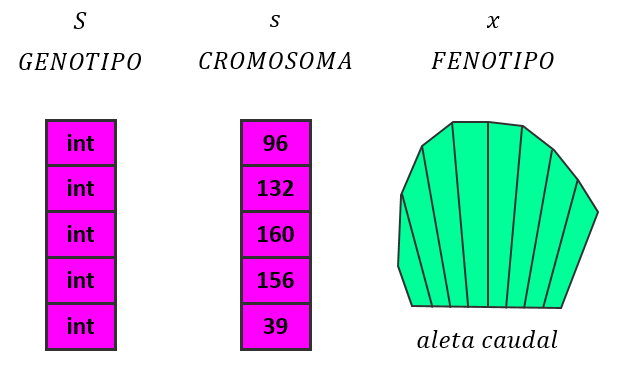 S s x
GENOTIPO CROMOSOMA FENOTIPO
int 96
int 132
int 160
int 156
int 39
aleta caudal